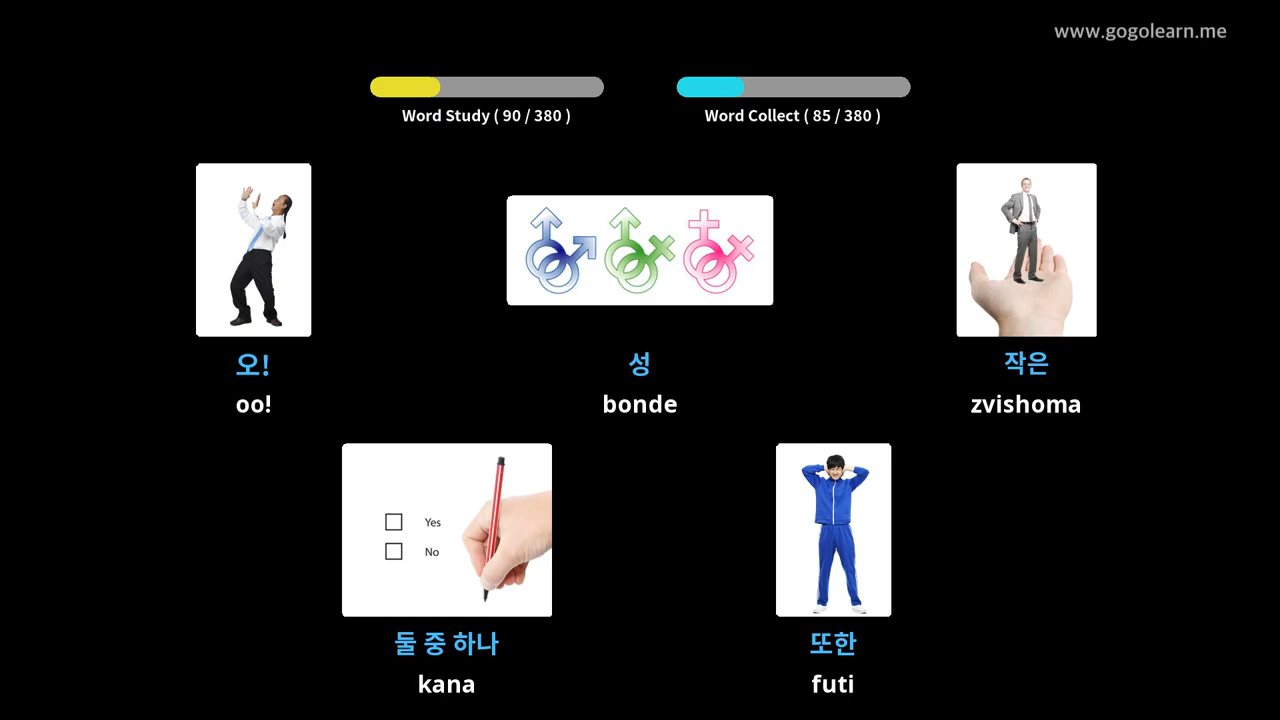 www.gogolearn.me
Word Study ( 90 / 380 )
Word Collect ( 85 / 380 )
오!
oo!
성
bonde
작은
zvishoma
Yes
No
둘 중 하나
kana
또한
futi